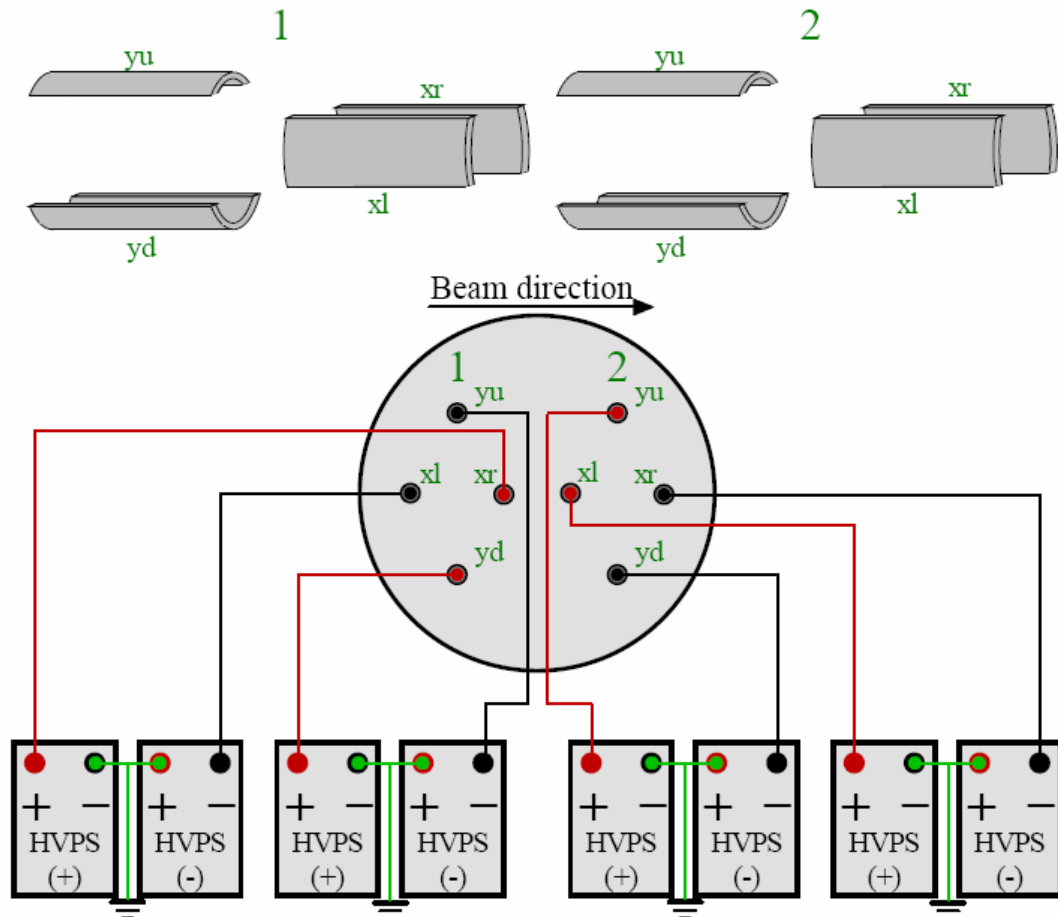 1 2
yu yu
xr xr
xl xl
yd yd
Beam direction
1 2
yu yu
xl xr xl xr
yd yd
+ − + − + − + − + − + − + − + −
HVPS HVPS HVPS HVPS HVPS HVPS HVPS HVPS
(+) (-) (+) (-) (+) (-) (+) (-)